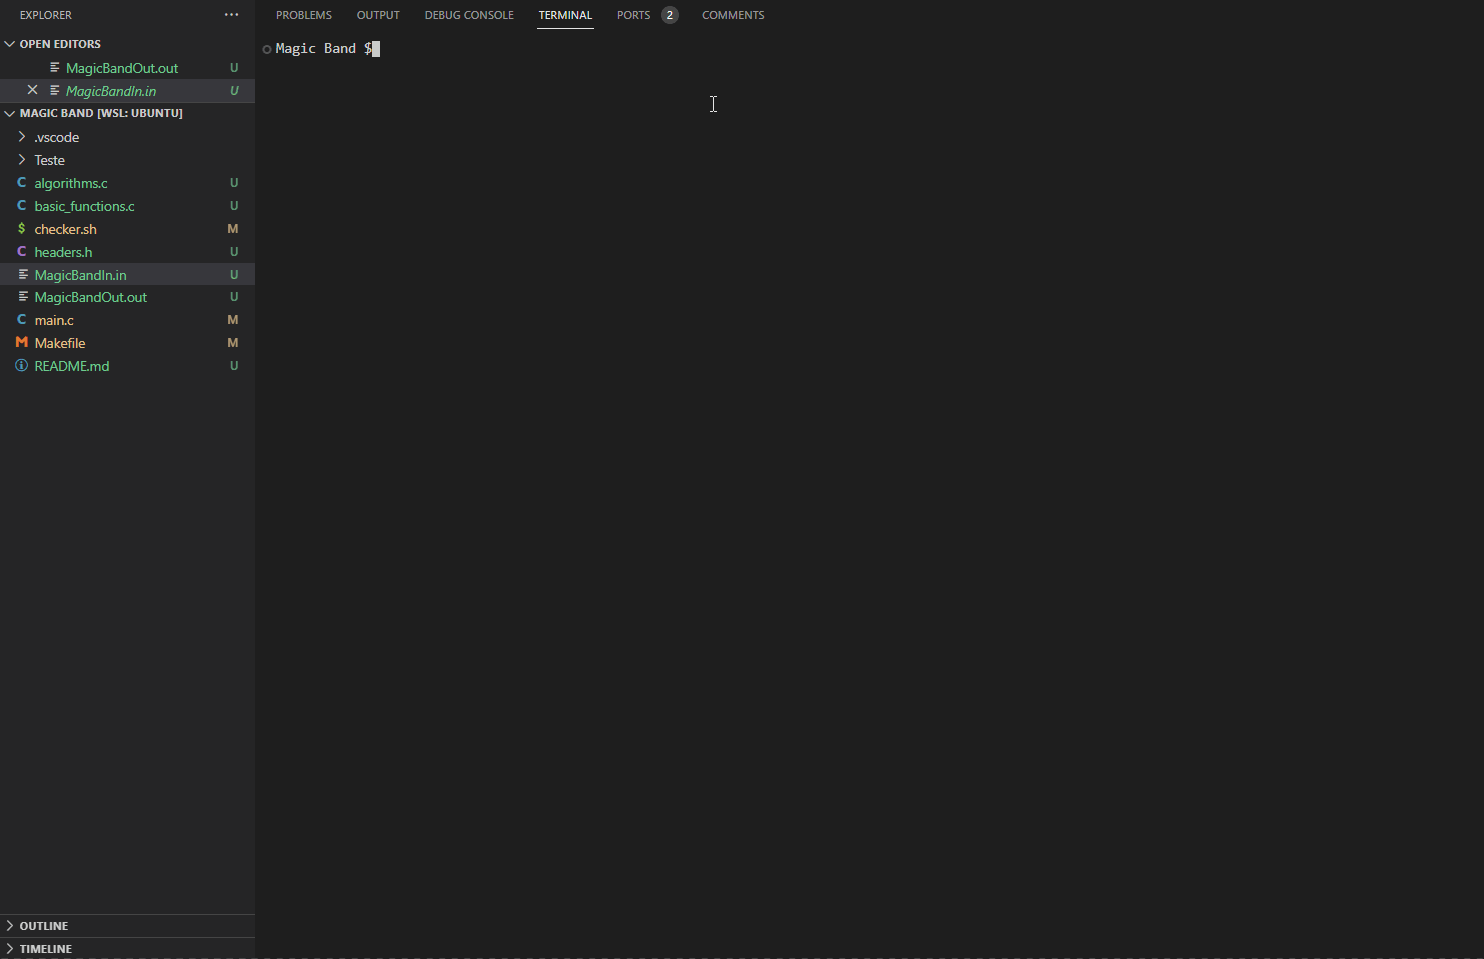 EXPLORER
OPEN EDITORS
MagicBandOut.out U
MagicBandIn.in U
MAGIC BAND [WSL: UBUNTU]
.vscode
Teste
algorithms.c U
basic_functions.c U
checker.sh M
headers.h U
MagicBandIn.in U
MagicBandOut.out U
main.c M
Makefile M
README.md U
OUTLINE
TIMELINE
PROBLEMS OUTPUT DEBUG CONSOLE TERMINAL PORTS 2 COMMENTS
Magic Band $